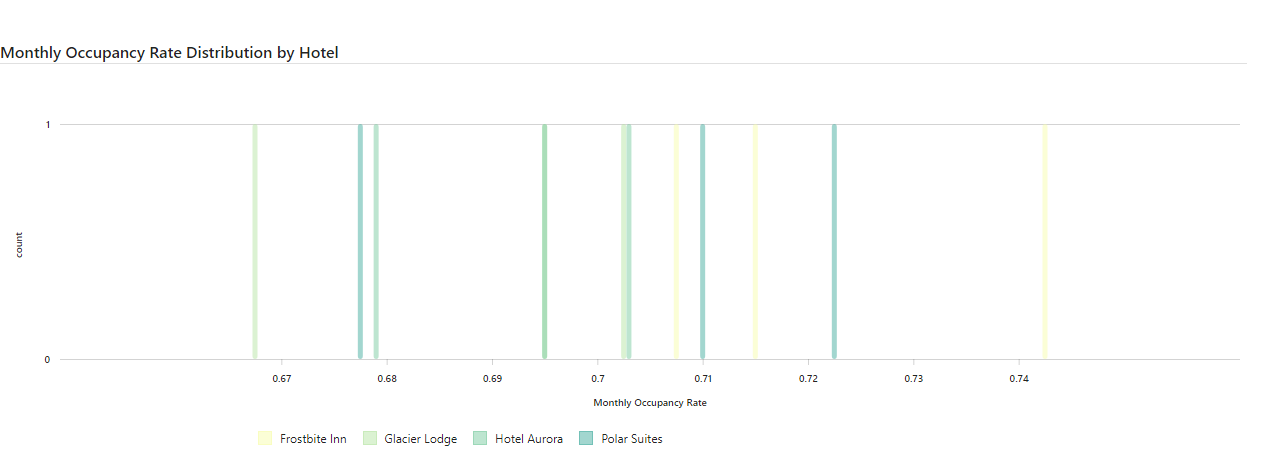 Monthly Occupancy Rate Distribution by Hotel
1
count
0
0.67 0.68 0.69 0.7 0.71 0.72 0.73 0.74
Monthly Occupancy Rate
Frostbite Inn Glacier Lodge Hotel Aurora Polar Suites